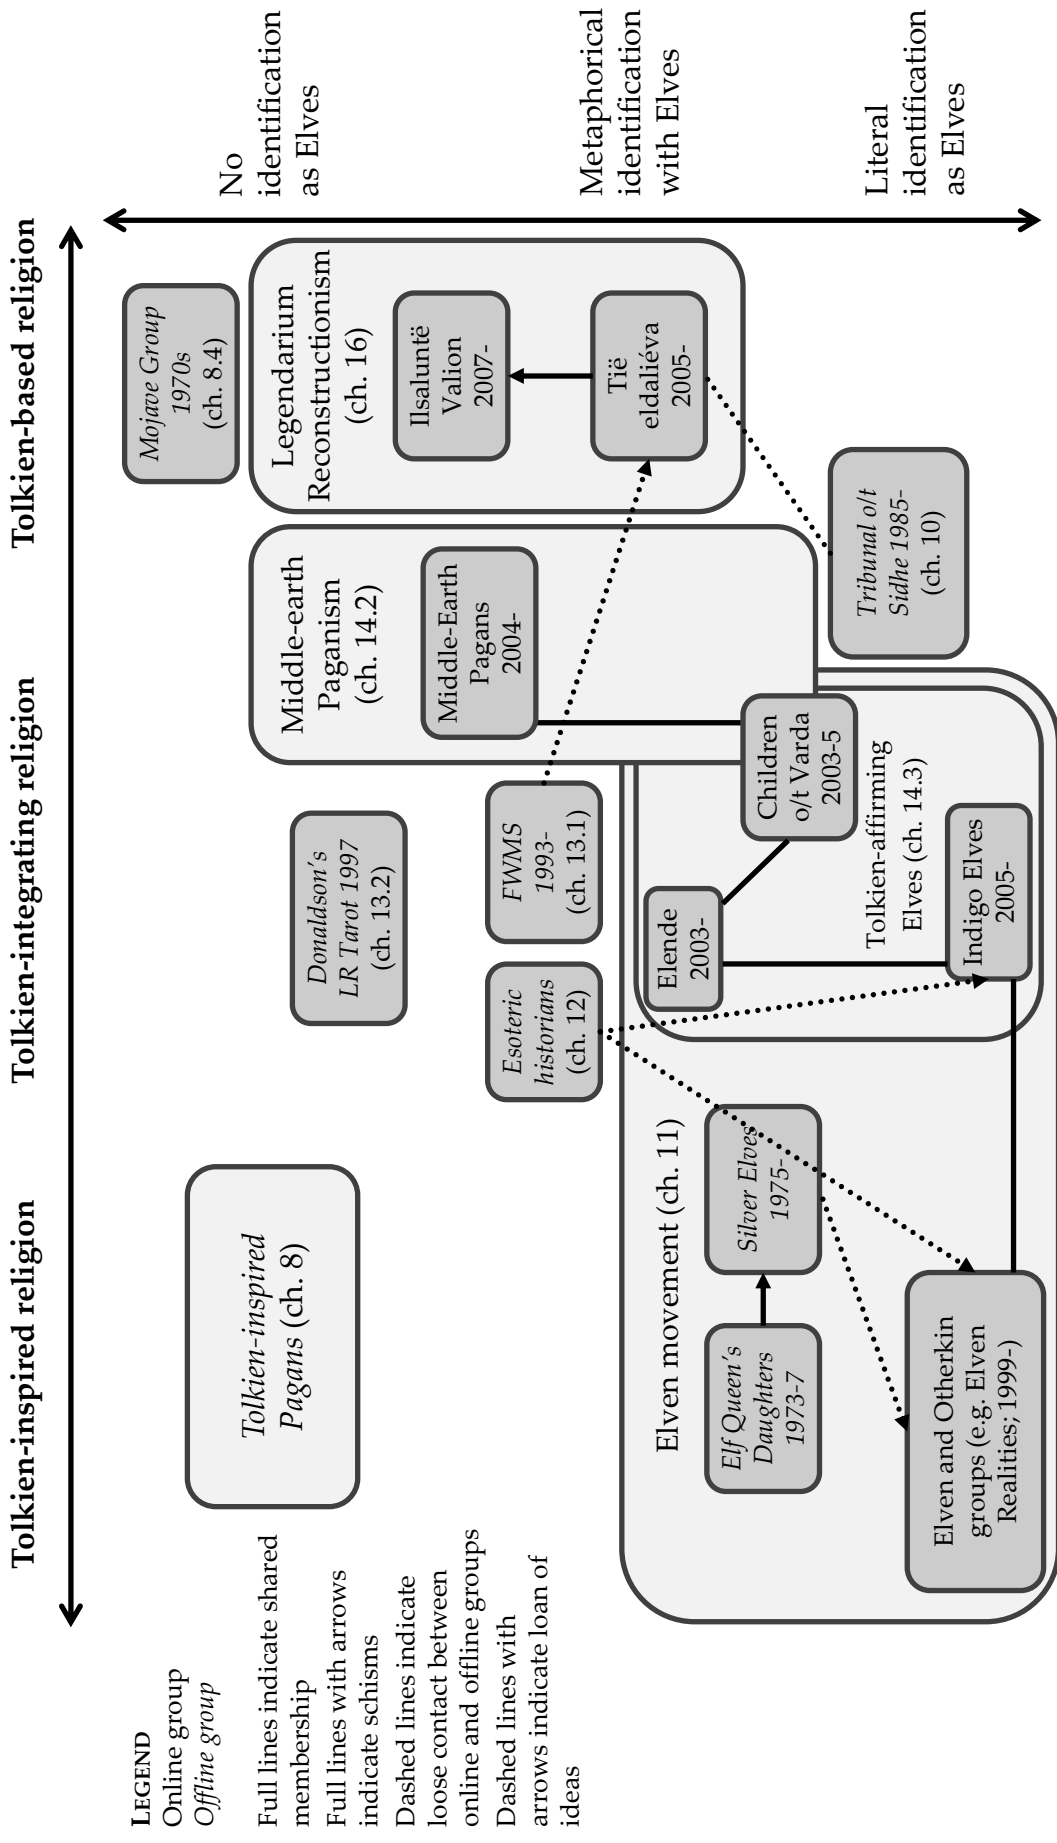 Tolkien-inspired religion
Tolkien-integrating religion
Tolkien-based religion
LEGEND
Online group
Offline group
Full lines indicate shared
membership
Full lines with arrows
indicate schisms
Dashed lines indicate
loose contact between
online and offline groups
Dashed lines with
arrows indicate loan of
ideas
Tolkien-inspired
Pagans (ch. 8)
Donaldson's
LR Tarot 1997
(ch. 13.2)
Mojave Group
1970s
(ch. 8.4)
No
identification
as Elves
Middle-earth
Paganism
(ch. 14.2)
Middle-Earth
Pagans
2004-
Legendarium
Reconstructionism
(ch. 16)
Ilsaluntë
Valion
2007-
Tië
eldaliéva
2005-
Esoteric
historians
(ch. 12)
FWMS
1993-
(ch. 13.1)
Metaphorical
identification
with Elves
Elven movement (ch. 11)
Elf Queen's
Daughters
1973-7
Silver Elves
1975-
Elende
2003-
Children
o/t Varda
2003-5
Tolkien-affirming
Elves (ch. 14.3)
Tribunal o/t
Sidhe 1985-
(ch. 10)
Literal
identification
as Elves
Elven and Otherkin
groups (e.g. Elven
Realities; 1999-)
Indigo Elves
2005-